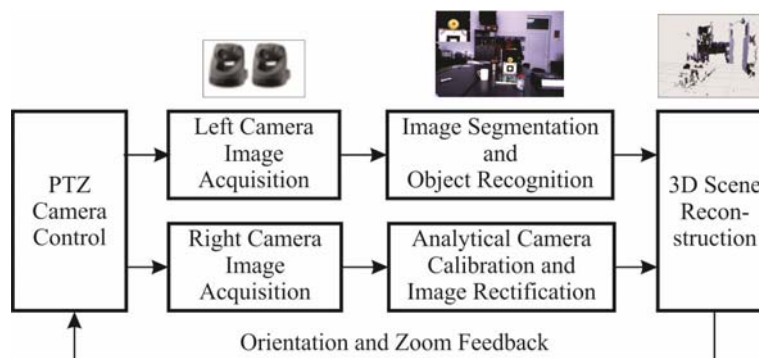 PTZ
Camera
Control
Left Camera
Image
Acquisition
Image Segmentation
and
Object Recognition
Right Camera
Image
Acquisition
Analytical Camera
Calibration and
Image Rectification
3D Scene
Recon-
struction
Orientation and Zoom Feedback